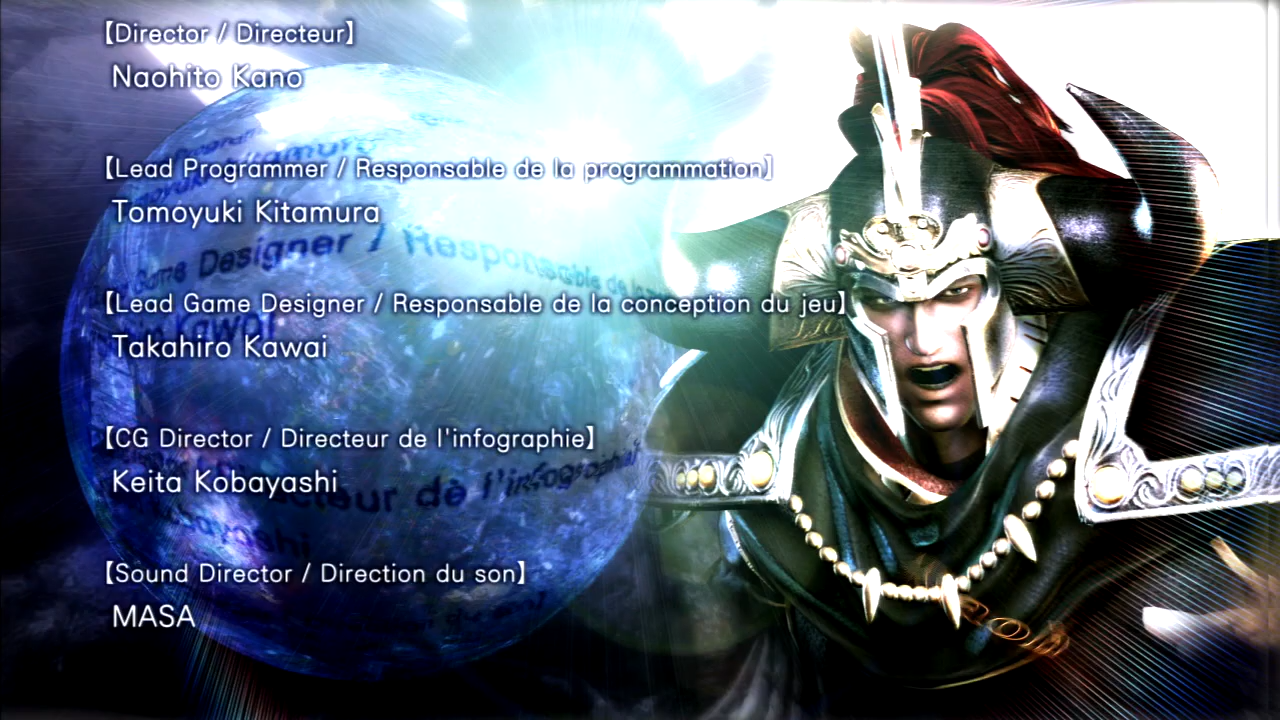 【Director / Directeur】
Naohito Kano
【Lead Programmer / Responsable de la programmation】
Tomoyuki Kitamura
【Lead Game Designer / Responsable de la conception du jeu】
Takahiro Kawai
【CG Director / Directeur de l'infographie】
Keita Kobayashi
【Sound Director / Direction du son】
MASA